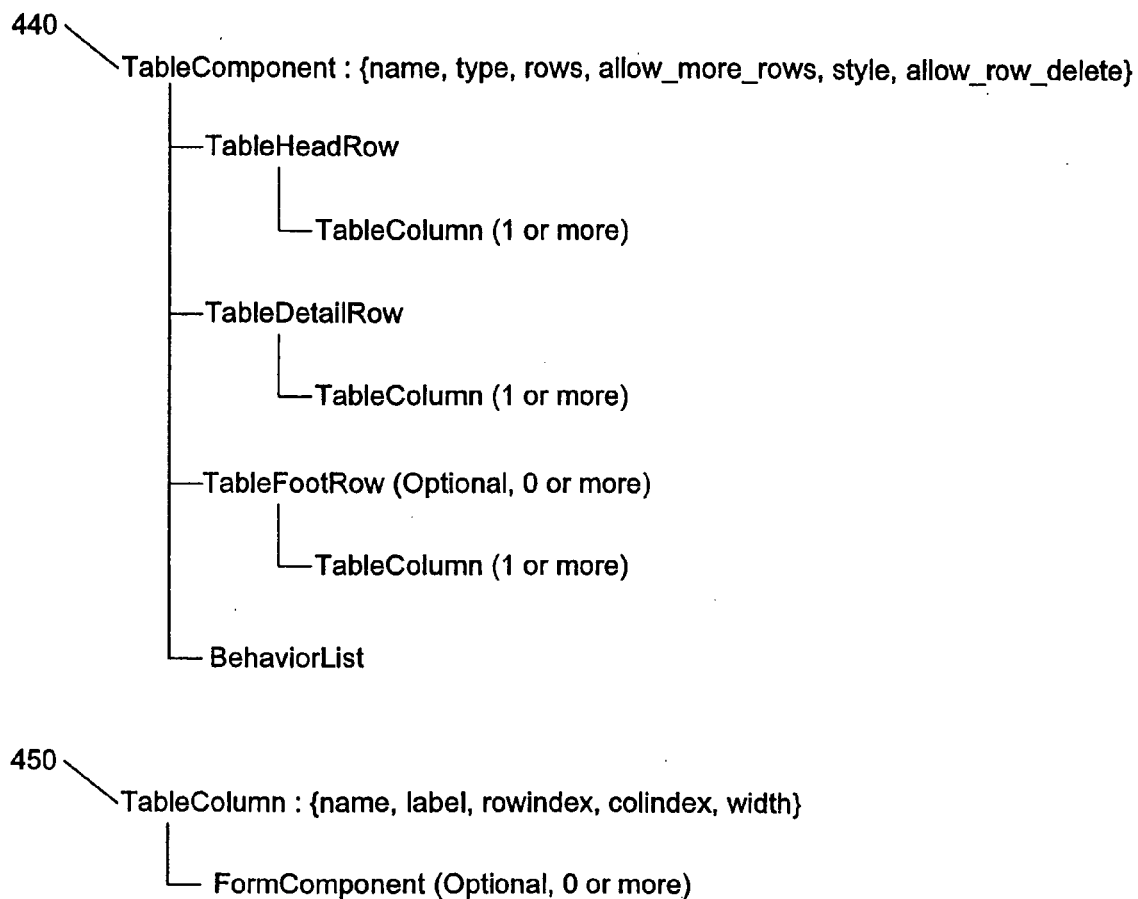 440
TableComponent : {name, type, rows, allow_more_rows, style, allow_row_delete}
TableHeadRow
TableColumn (1 or more)
TableDetailRow
TableColumn (1 or more)
TableFootRow (Optional, 0 or more)
TableColumn (1 or more)
BehaviorList
450
TableColumn : {name, label, rowindex, colindex, width}
FormComponent (Optional, 0 or more)